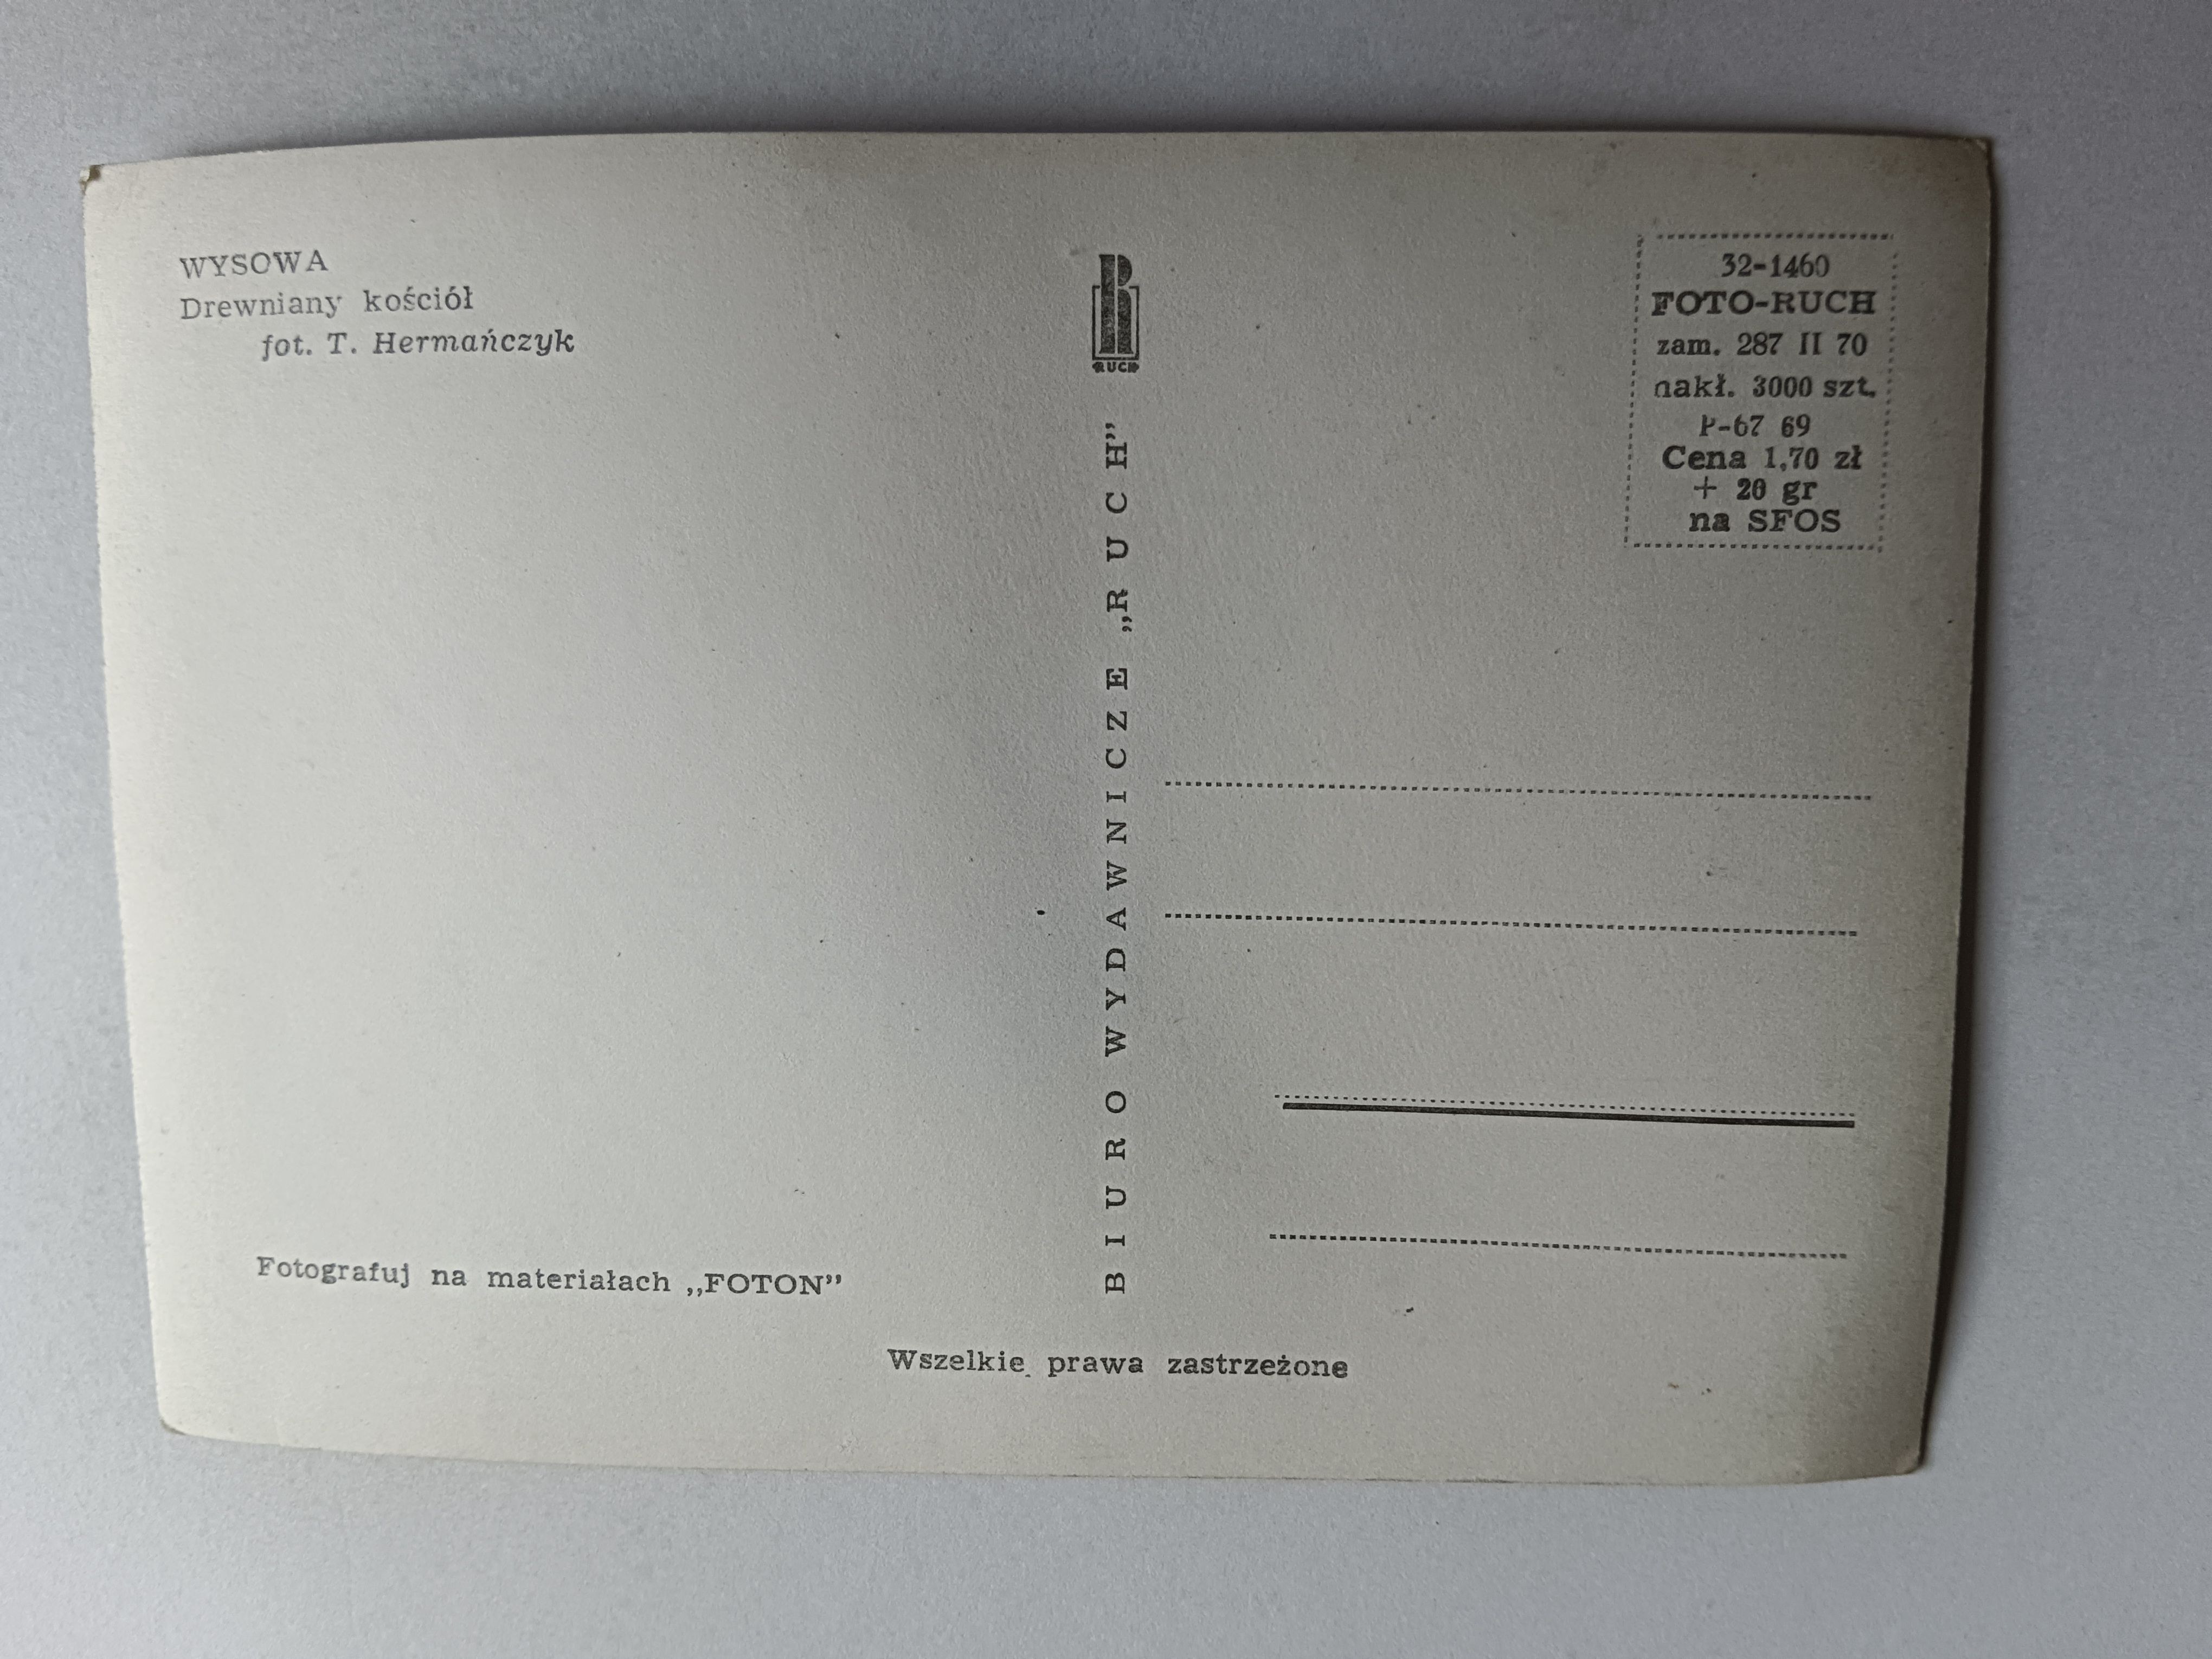 WYSOWA
Drewniany kościół
fot. T. Hermańczyk
Fotografuj na materiałach „FOTON”
RUCH
BIURO WYDAWNICZE „RUCH”
Wszelkie prawa zastrzeżone
32-1460
FOTO-RUCH
zam. 287 II 70
nakł. 3000 szt.
P-67 69
Cena 1,70 zł
+ 20 gr
na SFOS